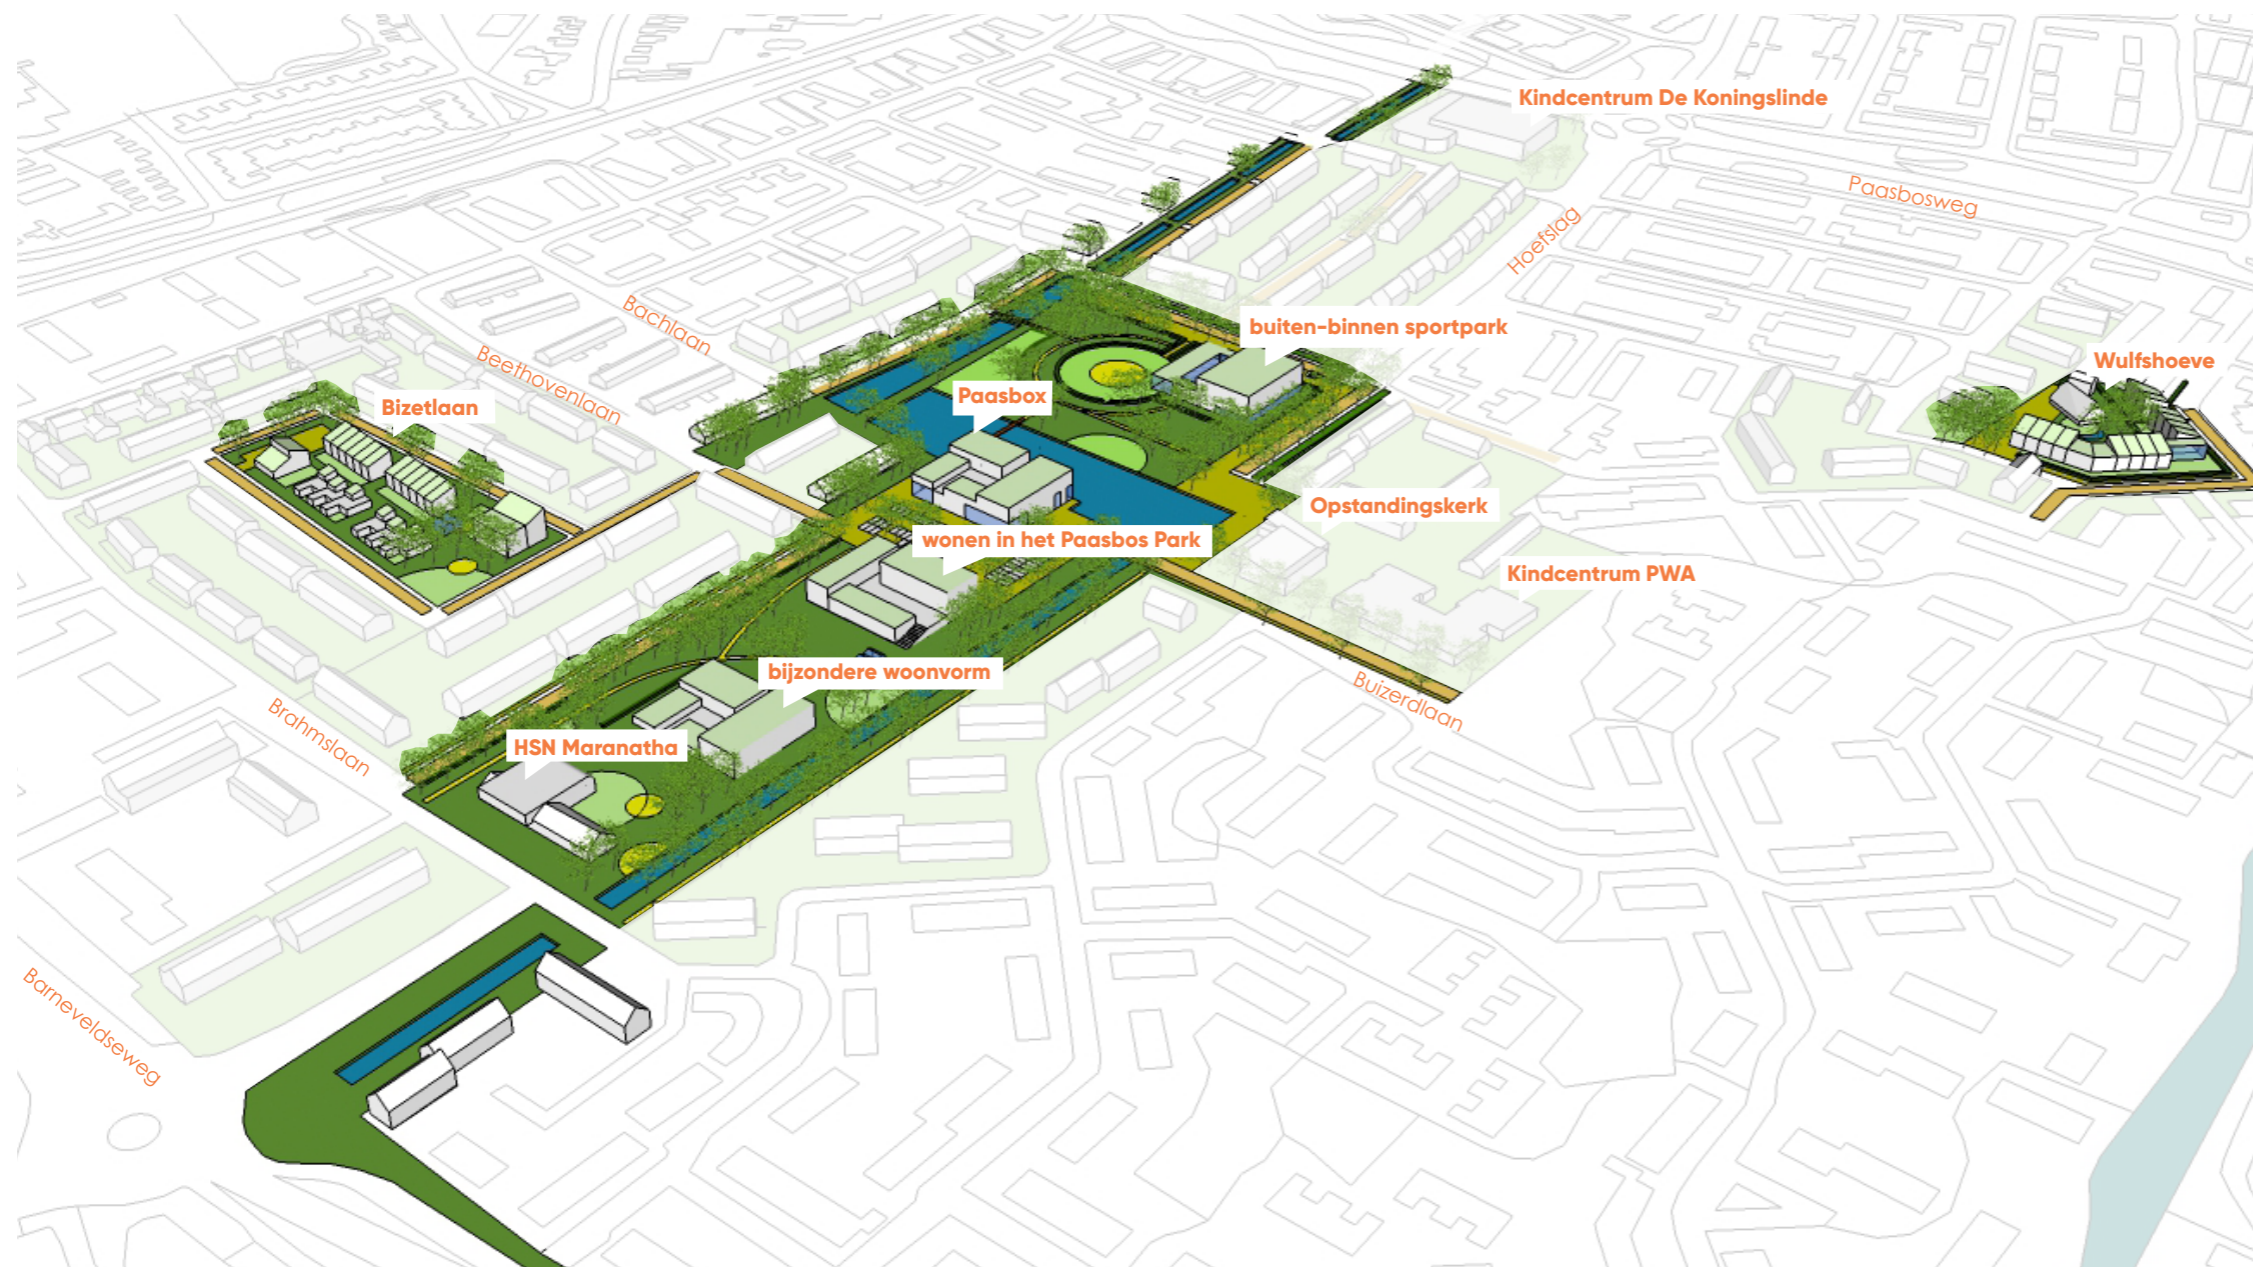 Kindcentrum De Koningslinde
Paasbosweg
Hoefslag
buiten-binnen sportpark
Bachlaan
Beethovenlaan
Wulfshoeve
Paasbox
Bizetlaan
Opstandingskerk
wonen in het Paasbos Park
Kindcentrum PWA
bijzondere woonvorm
Buizerdlaan
Brahmslaan
HSN Maranatha
Barneveldseweg